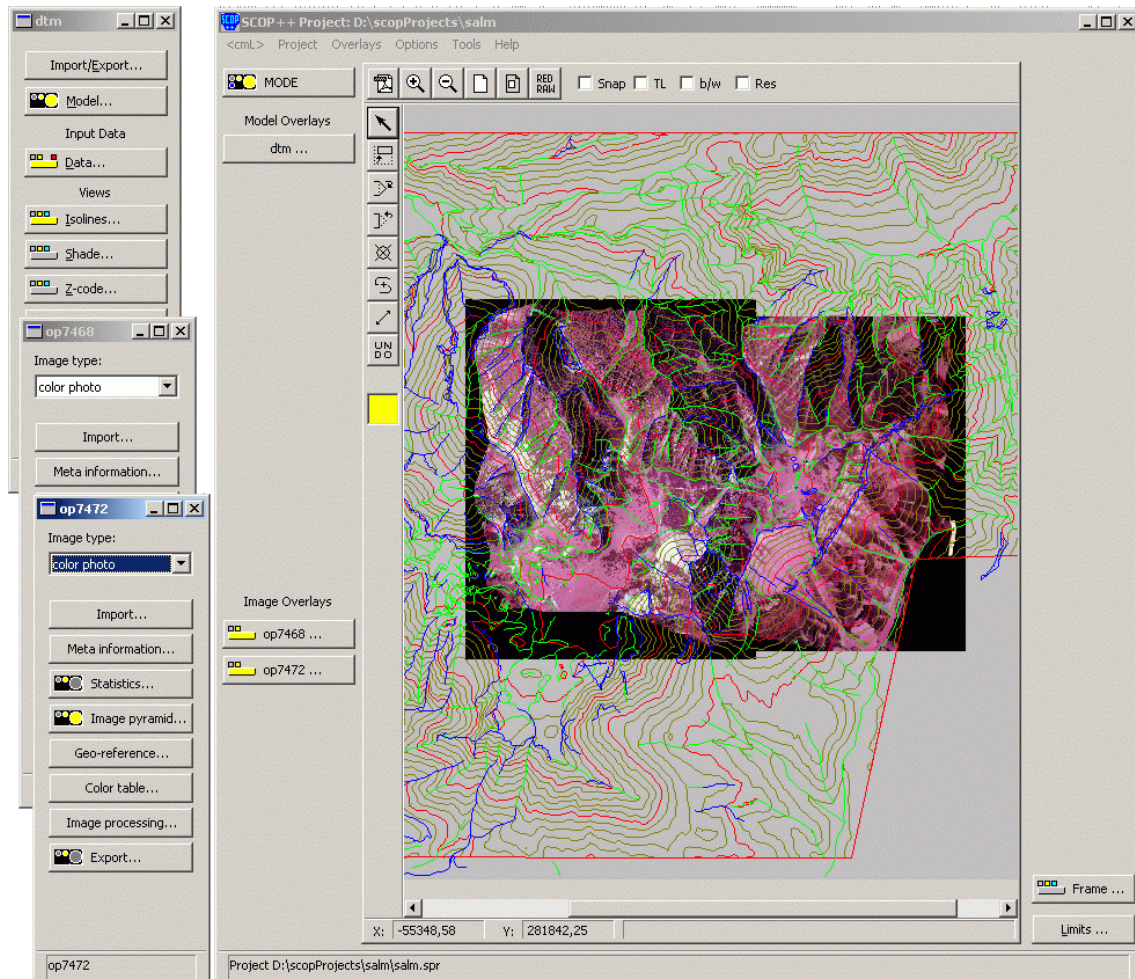 dtm
Import/Export...
Model...
Input Data
Data...
Views
Isolines...
Shade...
Z-code...
op7468
Image type:
color photo
Import...
Meta information...
op7472
Image type:
color photo
Import...
Meta information...
Statistics...
Image pyramid...
Geo-reference...
Color table...
Image processing...
Export...
op7472
SCOP++ Project: D:\scopProjects\salm
<cmL> Project Overlays Options Tools Help
MODE
RED RAW
Snap TL b/w Res
Model Overlays
dtm ...
UN
DO
Image Overlays
op7468 ...
op7472 ...
X: -55348,58 Y: 281842,25
Frame ...
Limits ...
Project D:\scopProjects\salm\salm.spr